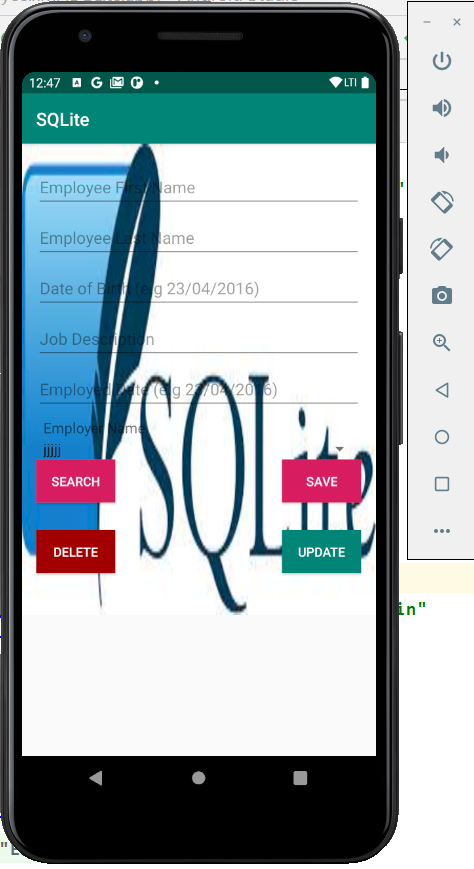 12:47
LTE
SQLite
Employee First Name
Employee Last Name
Date of Birth (e.g 23/04/2016)
Job Description
Employed Date (e.g 23/04/2016)
Employer Name
jjjjj
SEARCH
SAVE
DELETE
UPDATE
SQLite
in"